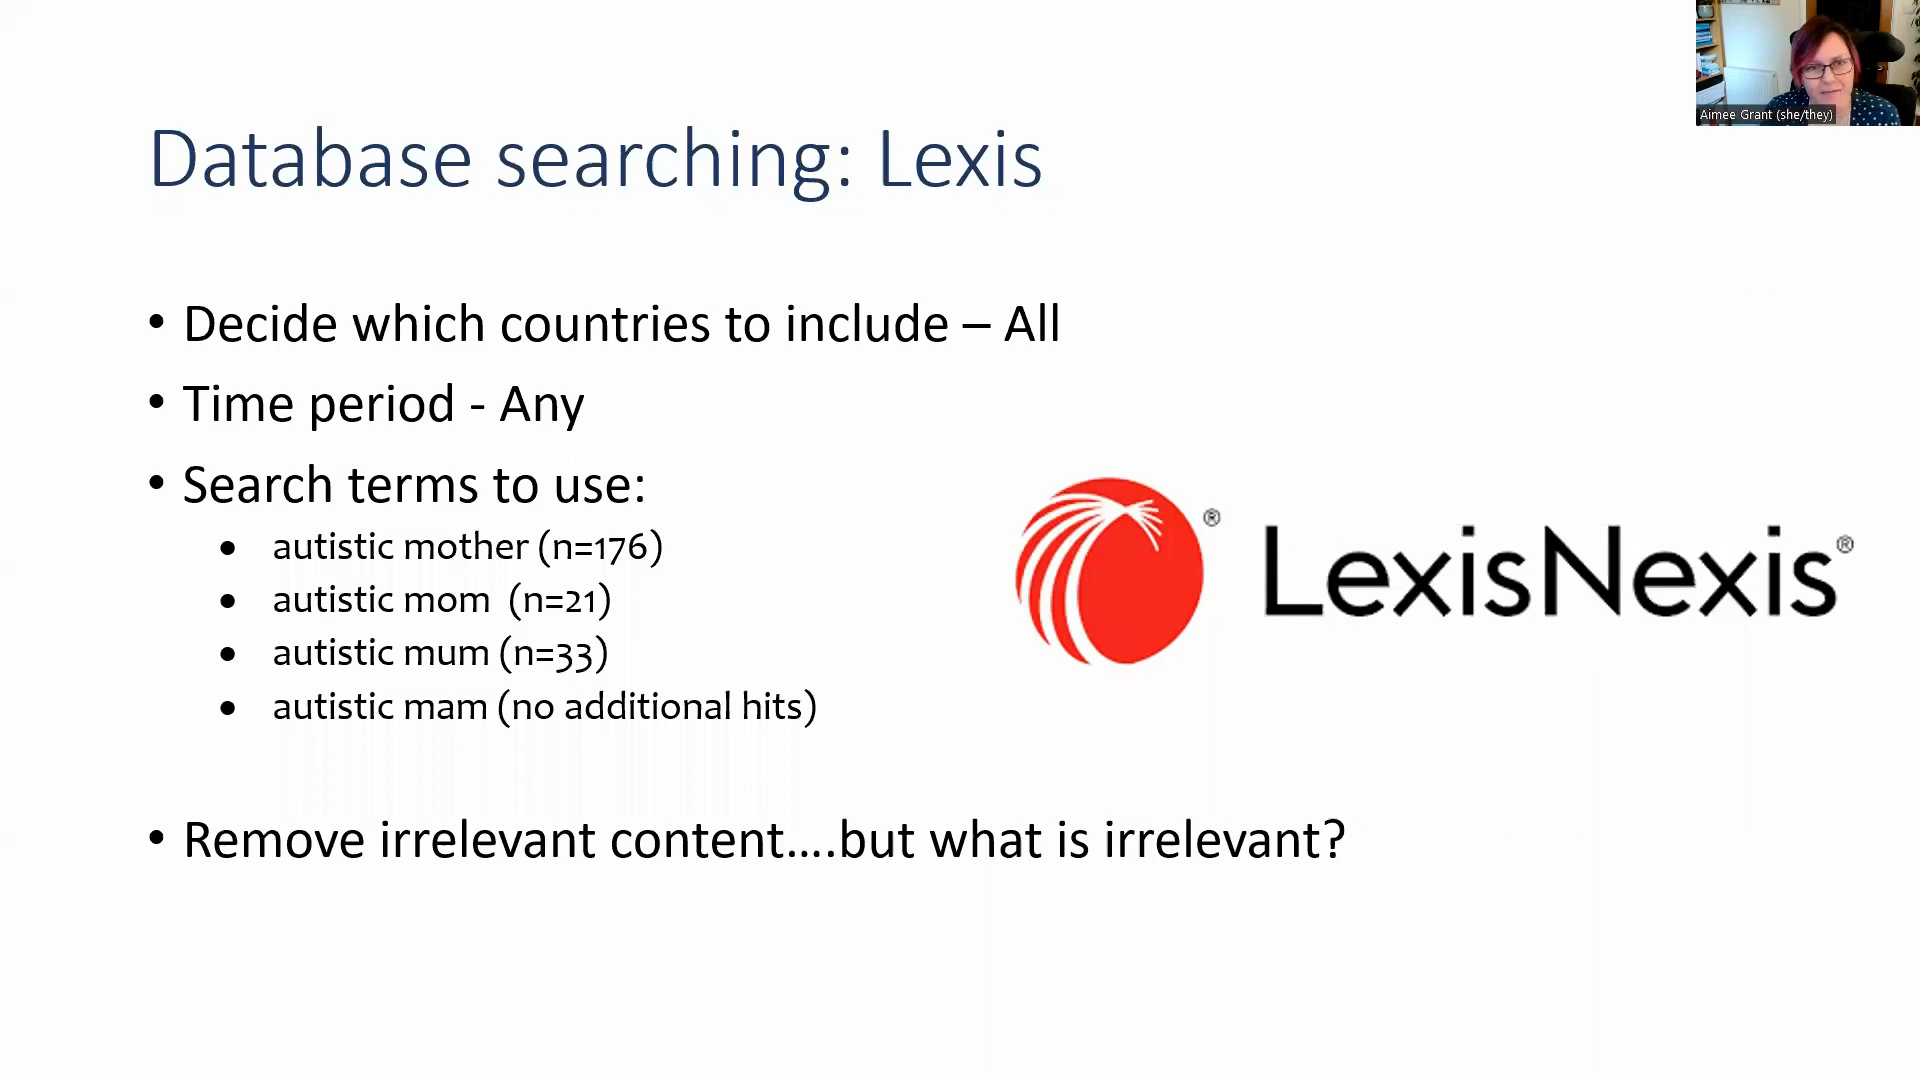 Aimee Grant (she/they)
Database searching: Lexis
• Decide which countries to include – All
• Time period - Any
• Search terms to use:
• autistic mother (n=176)
• autistic mom (n=21)
• autistic mum (n=33)
• autistic mam (no additional hits)
® LexisNexis®
• Remove irrelevant content....but what is irrelevant?